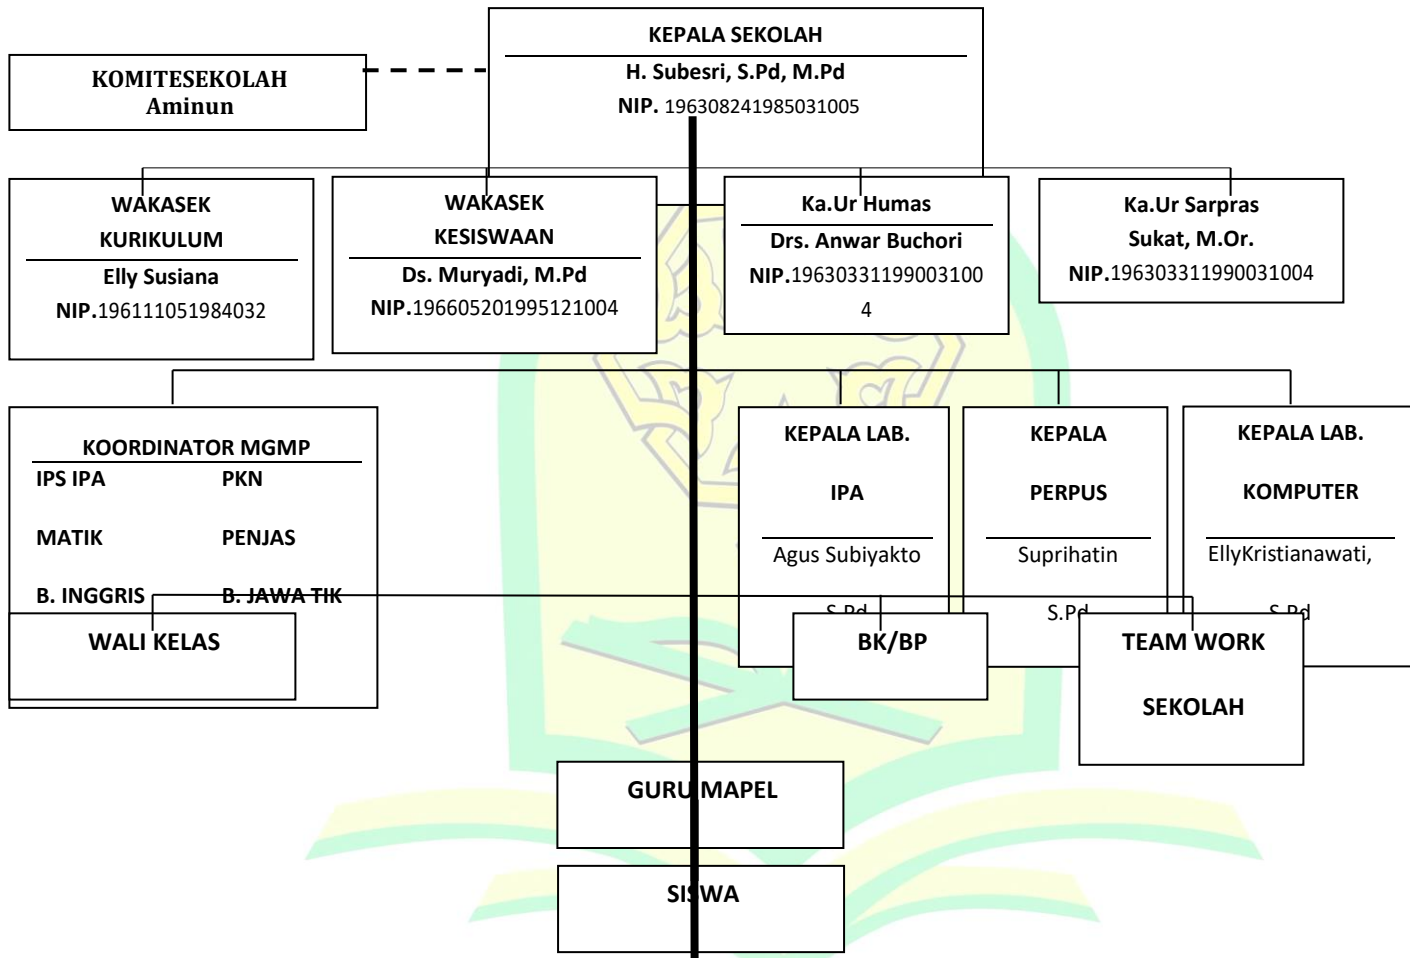 KEPALA SEKOLAH
H. Subesri, S.Pd, M.Pd
NIP. 196308241985031005
KOMITESEKOLAH
Aminun
WAKASEK
KURIKULUM
Elly Susiana
NIP.196111051984032
WAKASEK
KESISWAAN
Ds. Muryadi, M.Pd
NIP.196605201995121004
Ka.Ur Humas
Drs. Anwar Buchori
NIP.19630331199003100
4
Ka.Ur Sarpras
Sukat, M.Or.
NIP.196303311990031004
KOORDINATOR MGMP
IPS IPA PKN
MATIK PENJAS
B. INGGRIS B. JAWA TIK
KEPALA LAB.
IPA
Agus Subiyakto
S.Pd
KEPALA
PERPUS
Suprihatin
S.Pd
KEPALA LAB.
KOMPUTER
EllyKristianawati,
S.Pd
WALI KELAS
BK/BP
TEAM WORK
SEKOLAH
GURU MAPEL
SISWA